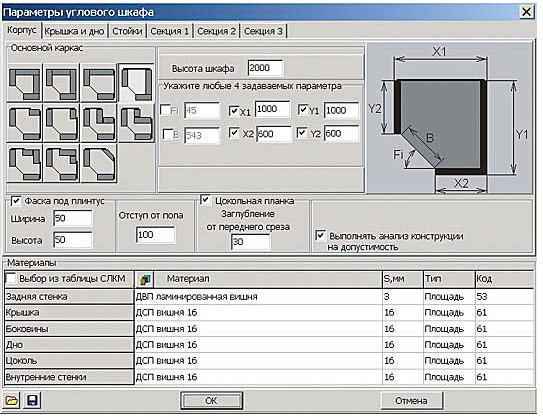 Параметры углового шкафа
Корпус Крышка и дно Стойки Секция 1 Секция 2 Секция 3
Основной каркас
Высота шкафа 2000
Укажите любые 4 задаваемых параметра
Fi 45 X1 1000 Y1 1000
B 543 X2 600 Y2 600
X1
Y2
B
Y1
Fi
X2
Фаска под плинтус
Ширина 50
Высота 50
Отступ от пола
100
Цокольная планка
Заглубление
от переднего среза
30
Выполнять анализ конструкции
на допустимость
Материалы
Выбор из таблицы СЛКМ Материал S,мм Тип Код
Задняя стенка ДВП ламинированная вишня 3 Площадь 53
Крышка ДСП вишня 16 16 Площадь 61
Боковины ДСП вишня 16 16 Площадь 61
Дно ДСП вишня 16 16 Площадь 61
Цоколь ДСП вишня 16 16 Площадь 61
Внутренние стенки ДСП вишня 16 16 Площадь 61
OK Отмена